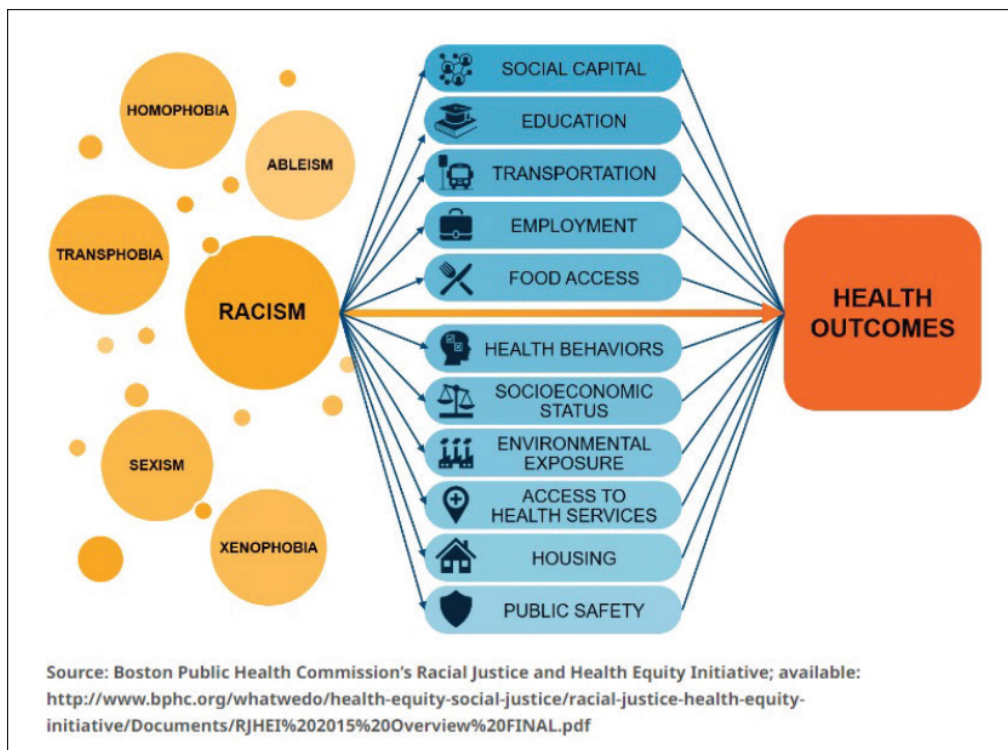 HOMOPHOBIA
ABLEISM
TRANSPHOBIA
RACISM
SEXISM
XENOPHOBIA
SOCIAL CAPITAL
EDUCATION
TRANSPORTATION
EMPLOYMENT
FOOD ACCESS
HEALTH BEHAVIORS
SOCIOECONOMIC
STATUS
ENVIRONMENTAL
EXPOSURE
ACCESS TO
HEALTH SERVICES
HOUSING
PUBLIC SAFETY
HEALTH
OUTCOMES
Source: Boston Public Health Commission's Racial Justice and Health Equity Initiative; available:
http://www.bphc.org/whatwedo/health-equity-social-justice/racial-justice-health-equity-
initiative/Documents/RJHEI%202015%20Overview%20FINAL.pdf